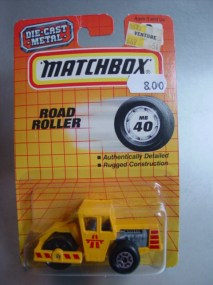 DIE-CAST
METAL
VENTURE
MATCHBOX
8.00
ROAD
ROLLER
MB
40
• Authentically Detailed
• Rugged Construction